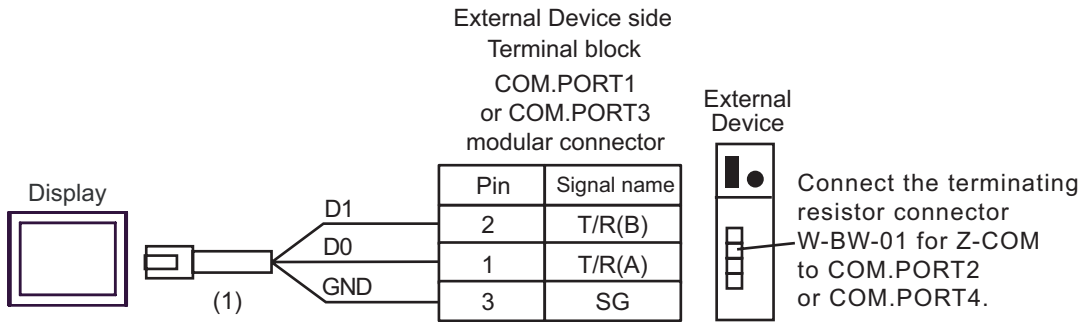 External Device side
Terminal block
COM.PORT1
or COM.PORT3
modular connector
External
Device
Display
Pin Signal name
D1 2 T/R(B)
D0 1 T/R(A)
GND 3 SG
(1)
Connect the terminating
resistor connector
W-BW-01 for Z-COM
to COM.PORT2
or COM.PORT4.